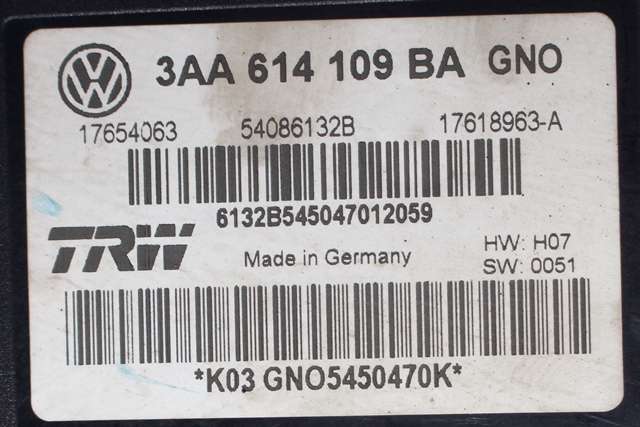 3AA 614 109 BA GNO
17654063 54086132B 17618963-A
6132B545047012059
TRW Made in Germany HW: H07
SW: 0051
*K03 GNO5450470K*